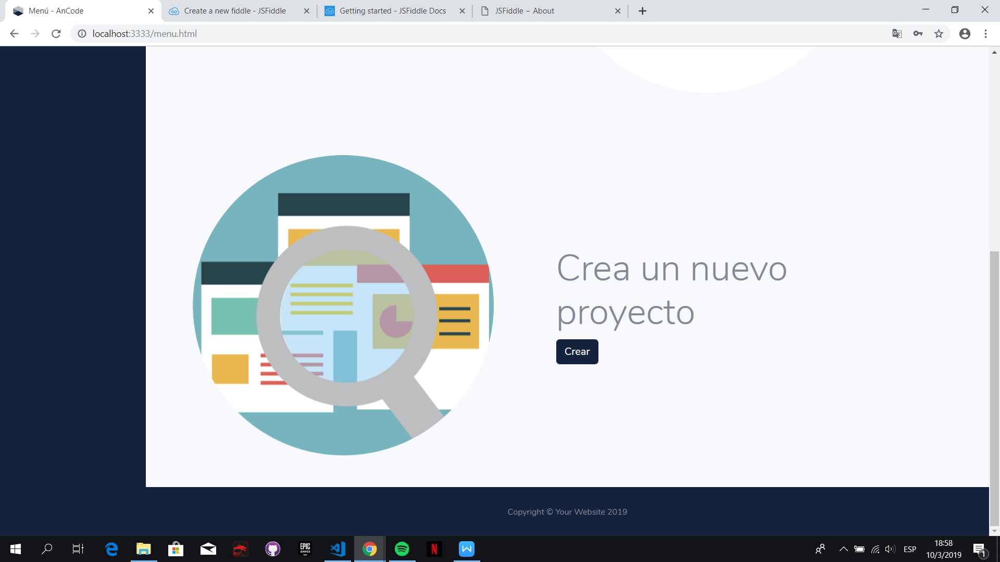 Menú - AnCode
Create a new fiddle - JSFiddle
Getting started - JSFiddle Docs
JSFiddle – About
localhost:3333/menu.html
Crea un nuevo
proyecto
Crear
Copyright © Your Website 2019
EPIC
GAMES
N
W
ESP
18:58
10/3/2019
1